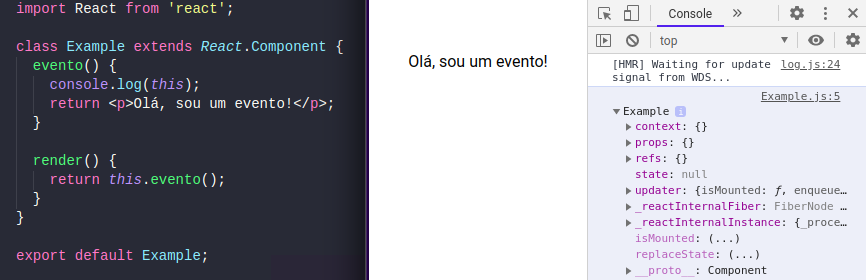 import React from 'react';
class Example extends React.Component {
evento() {
console.log(this);
return <p>Olá, sou um evento!</p>;
}
render() {
return this.evento();
}
}
export default Example;
Olá, sou um evento!
Console
top
[HMR] Waiting for update log.js:24
signal from WDS...
Example.js:5
Example i
context: {}
props: {}
refs: {}
state: null
updater: {isMounted: ƒ, enqueue…
_reactInternalFiber: FiberNode …
_reactInternalInstance: {_proce…
isMounted: (...)
replaceState: (...)
__proto__: Component